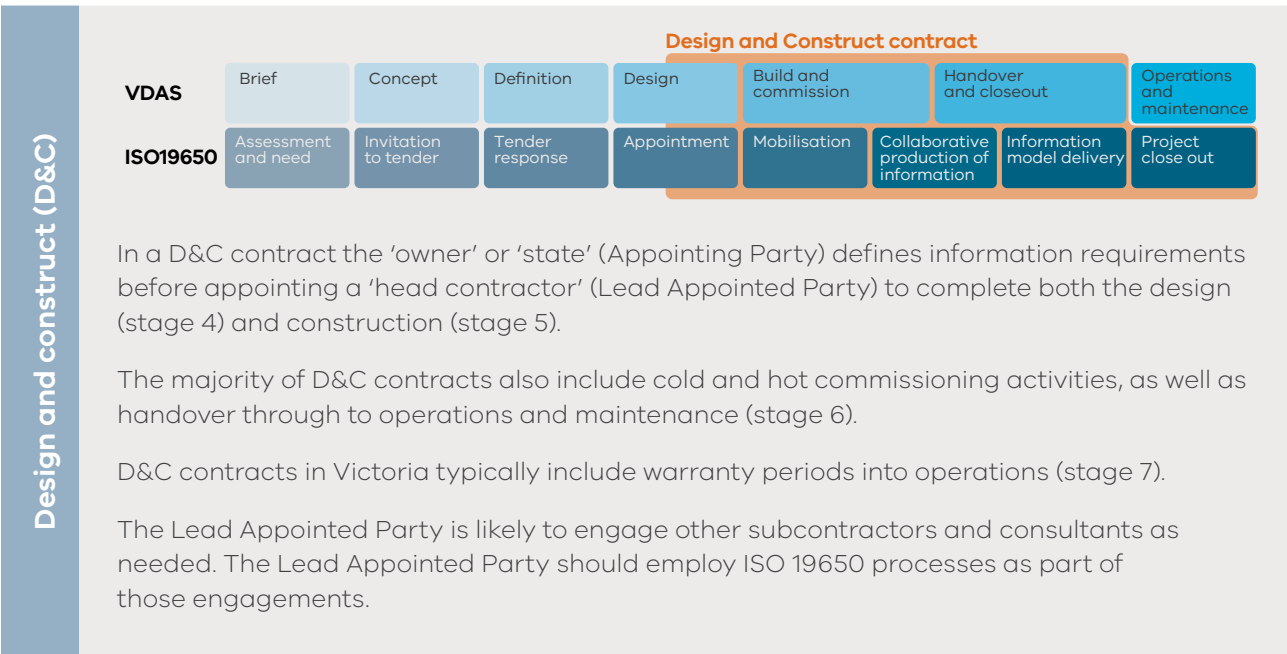 Design and construct (D&C)
Design and Construct contract
VDAS
Brief
Concept
Definition
Design
Build and
commission
Handover
and closeout
Operations
and
maintenance
ISO19650
Assessment
and need
Invitation
to tender
Tender
response
Appointment
Mobilisation
Collaborative
production of
information
Information
model delivery
Project
close out
In a D&C contract the ‘owner’ or ‘state’ (Appointing Party) defines information requirements
before appointing a ‘head contractor’ (Lead Appointed Party) to complete both the design
(stage 4) and construction (stage 5).
The majority of D&C contracts also include cold and hot commissioning activities, as well as
handover through to operations and maintenance (stage 6).
D&C contracts in Victoria typically include warranty periods into operations (stage 7).
The Lead Appointed Party is likely to engage other subcontractors and consultants as
needed. The Lead Appointed Party should employ ISO 19650 processes as part of
those engagements.